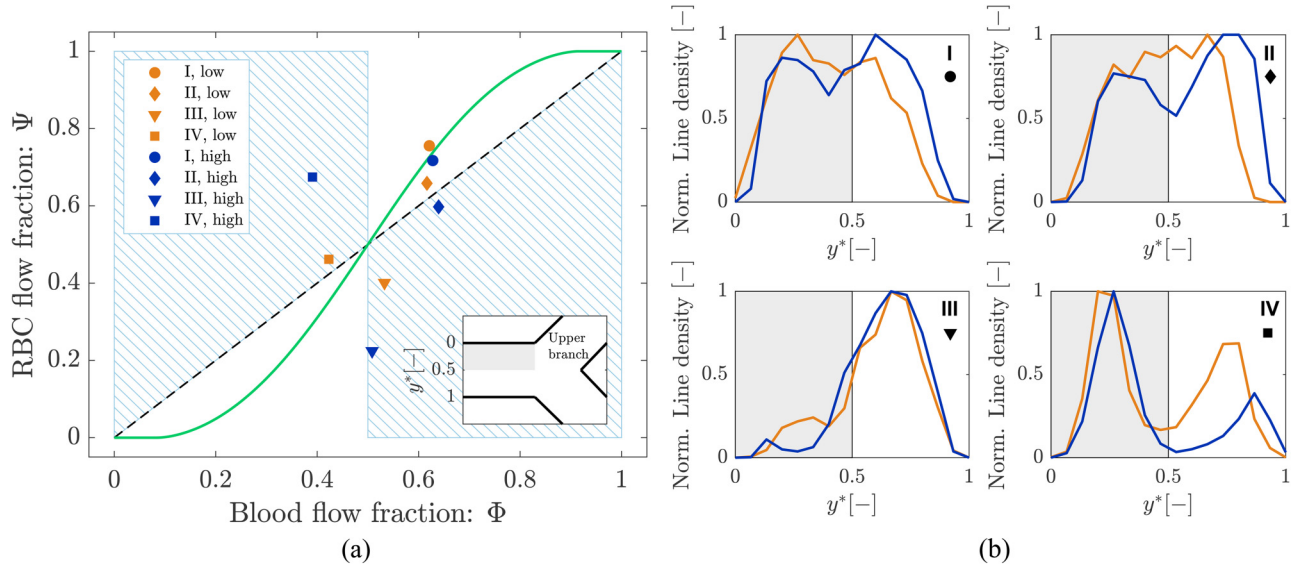 RBC flow fraction: Ψ
1
0.8
0.6
0.4
0.2
0
I, low
II, low
III, low
IV, low
I, high
II, high
III, high
IV, high
Upper
branch
y*[−]
0
0.5
1
0 0.2 0.4 0.6 0.8 1
Blood flow fraction: Φ
(a)
Norm. Line density [−]
1
0.5
0
I
0 0.5 1
y*[−]
Norm. Line density [−]
1
0.5
0
II
0 0.5 1
y*[−]
Norm. Line density [−]
1
0.5
0
III
0 0.5 1
y*[−]
Norm. Line density [−]
1
0.5
0
IV
0 0.5 1
y*[−]
(b)